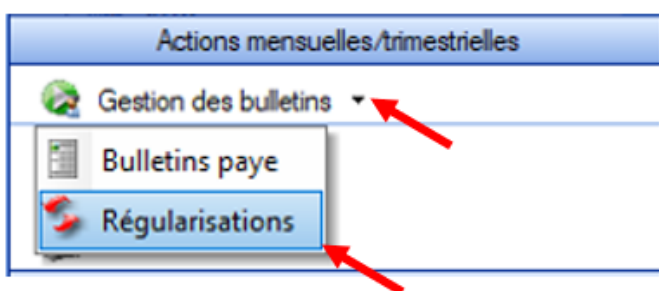 Actions mensuelles/trimestrielles
Gestion des bulletins
Bulletins paye
Régularisations